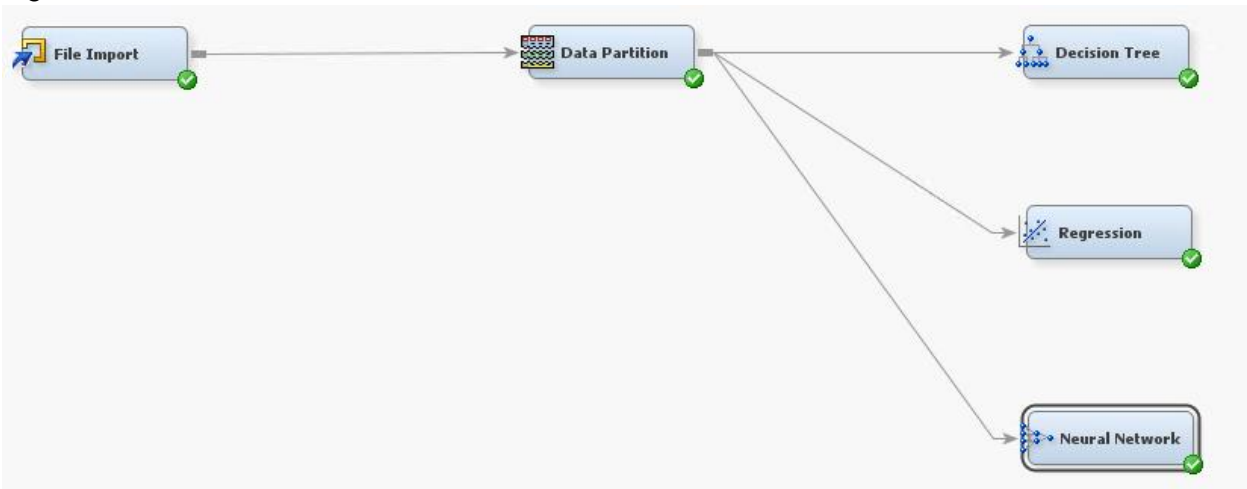 File Import
Data Partition
Decision Tree
Regression
Neural Network